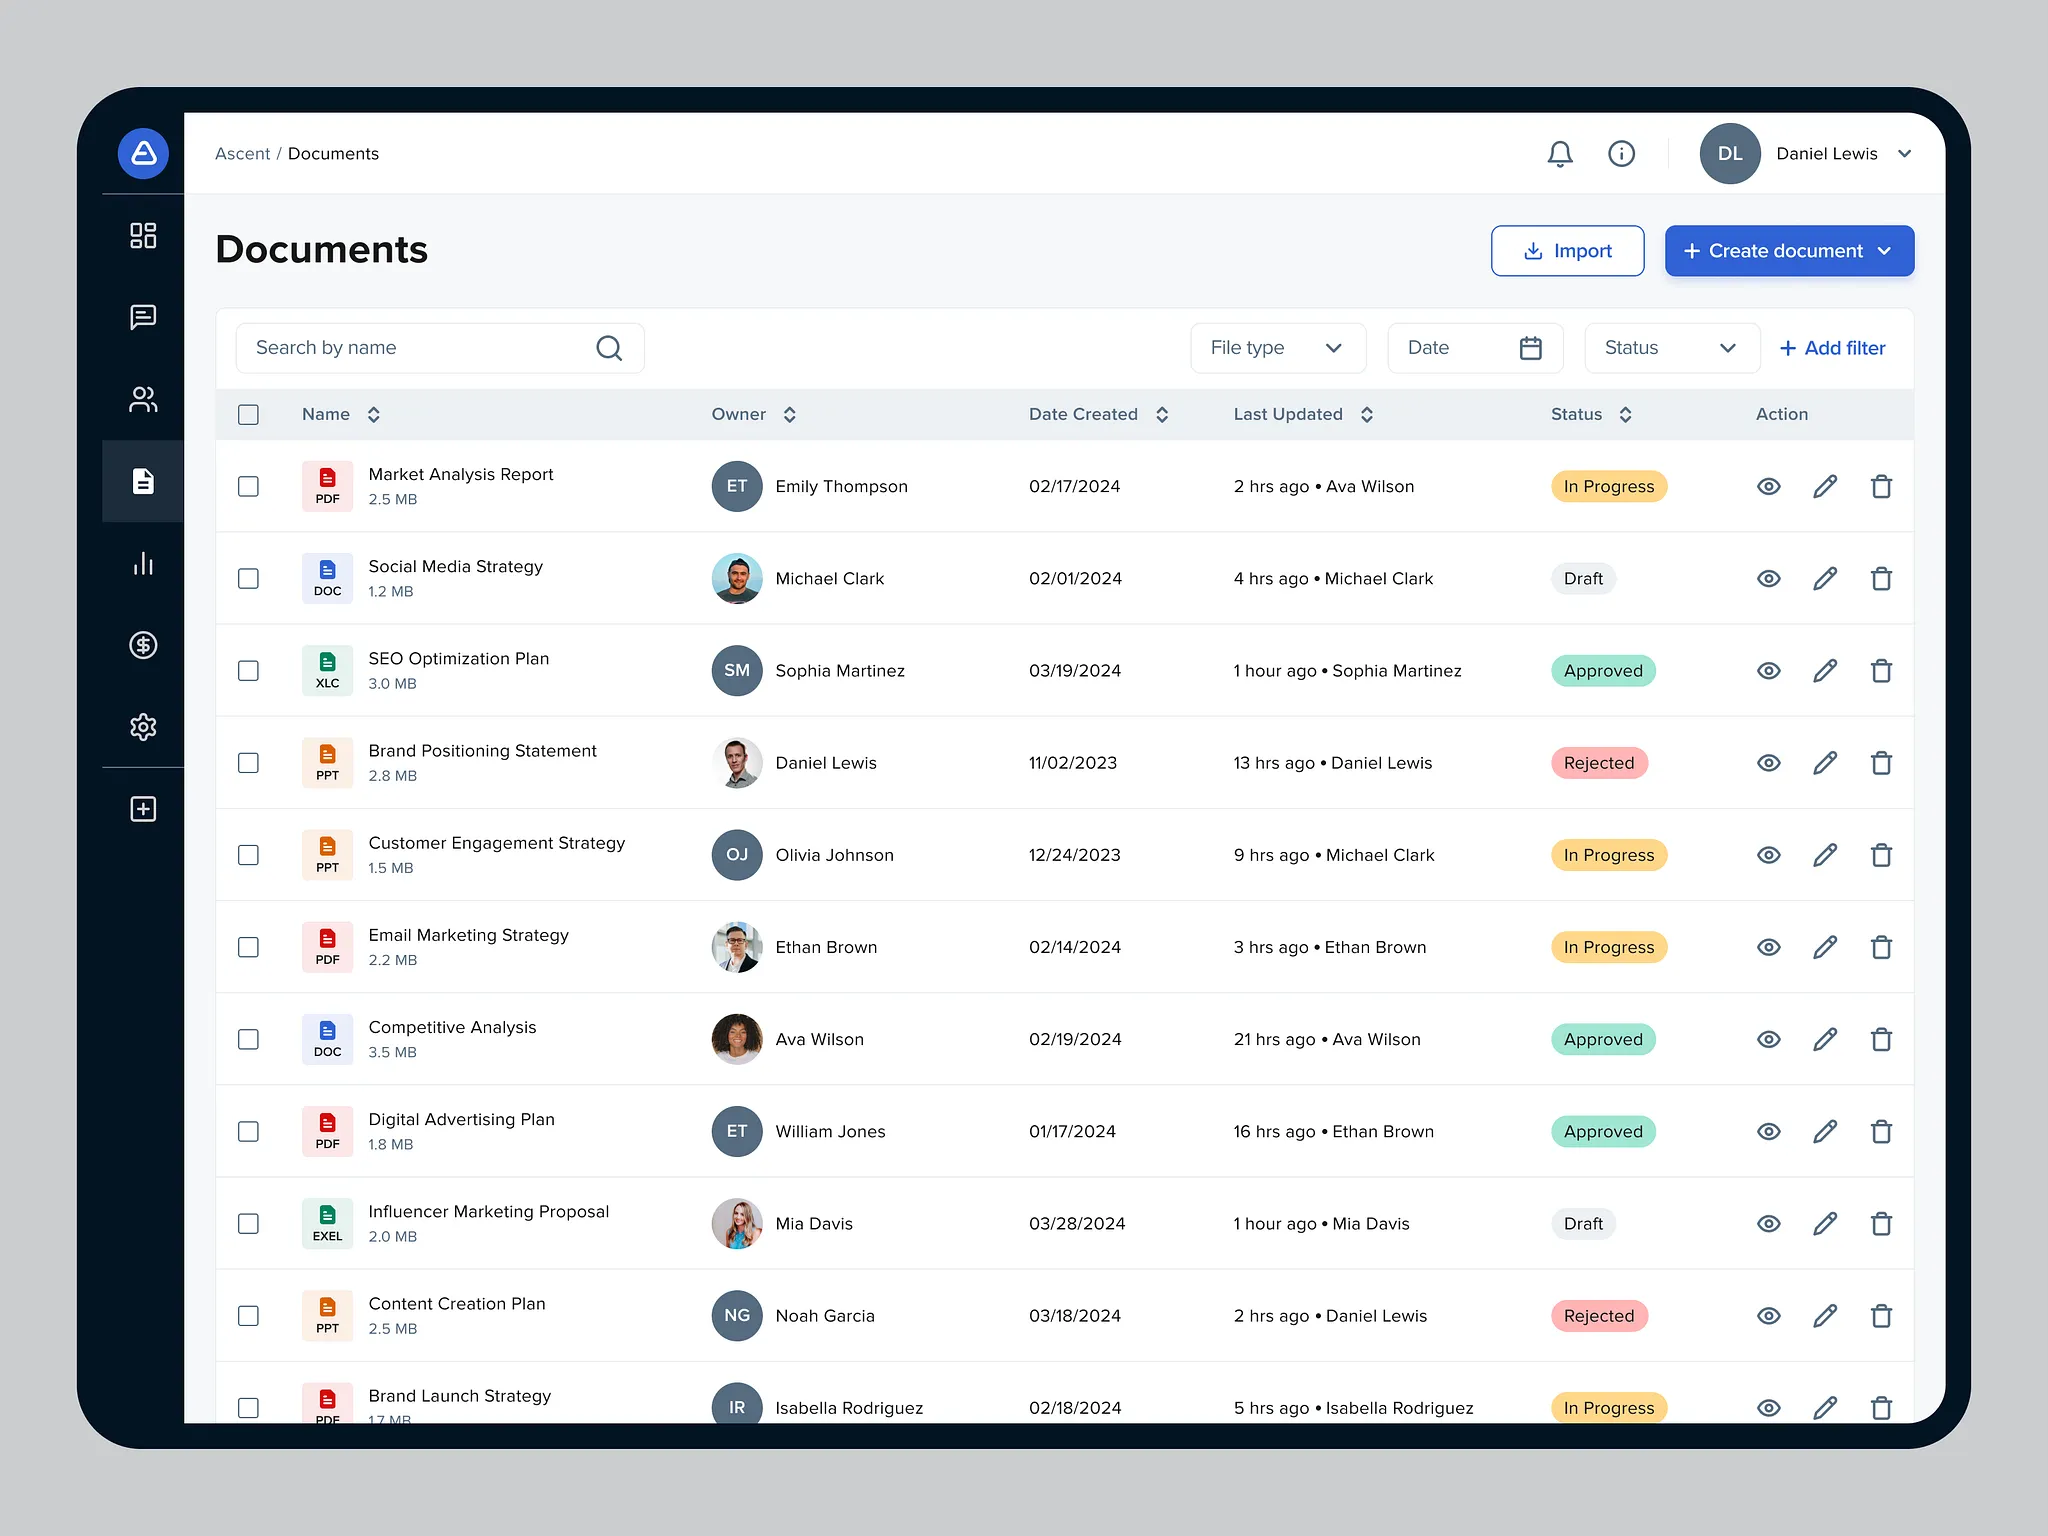 Ascent / Documents
DL Daniel Lewis
Documents
Import
+ Create document
Search by name
File type
Date
Status
+ Add filter
Name Owner Date Created Last Updated Status Action
PDF Market Analysis Report
2.5 MB
ET Emily Thompson 02/17/2024 2 hrs ago • Ava Wilson In Progress
DOC Social Media Strategy
1.2 MB
Michael Clark 02/01/2024 4 hrs ago • Michael Clark Draft
XLC SEO Optimization Plan
3.0 MB
SM Sophia Martinez 03/19/2024 1 hour ago • Sophia Martinez Approved
PPT Brand Positioning Statement
2.8 MB
Daniel Lewis 11/02/2023 13 hrs ago • Daniel Lewis Rejected
PPT Customer Engagement Strategy
1.5 MB
OJ Olivia Johnson 12/24/2023 9 hrs ago • Michael Clark In Progress
PDF Email Marketing Strategy
2.2 MB
Ethan Brown 02/14/2024 3 hrs ago • Ethan Brown In Progress
DOC Competitive Analysis
3.5 MB
Ava Wilson 02/19/2024 21 hrs ago • Ava Wilson Approved
PDF Digital Advertising Plan
1.8 MB
ET William Jones 01/17/2024 16 hrs ago • Ethan Brown Approved
EXEL Influencer Marketing Proposal
2.0 MB
Mia Davis 03/28/2024 1 hour ago • Mia Davis Draft
PPT Content Creation Plan
2.5 MB
NG Noah Garcia 03/18/2024 2 hrs ago • Daniel Lewis Rejected
PDF Brand Launch Strategy
1.7 MB
IR Isabella Rodriguez 02/18/2024 5 hrs ago • Isabella Rodriguez In Progress